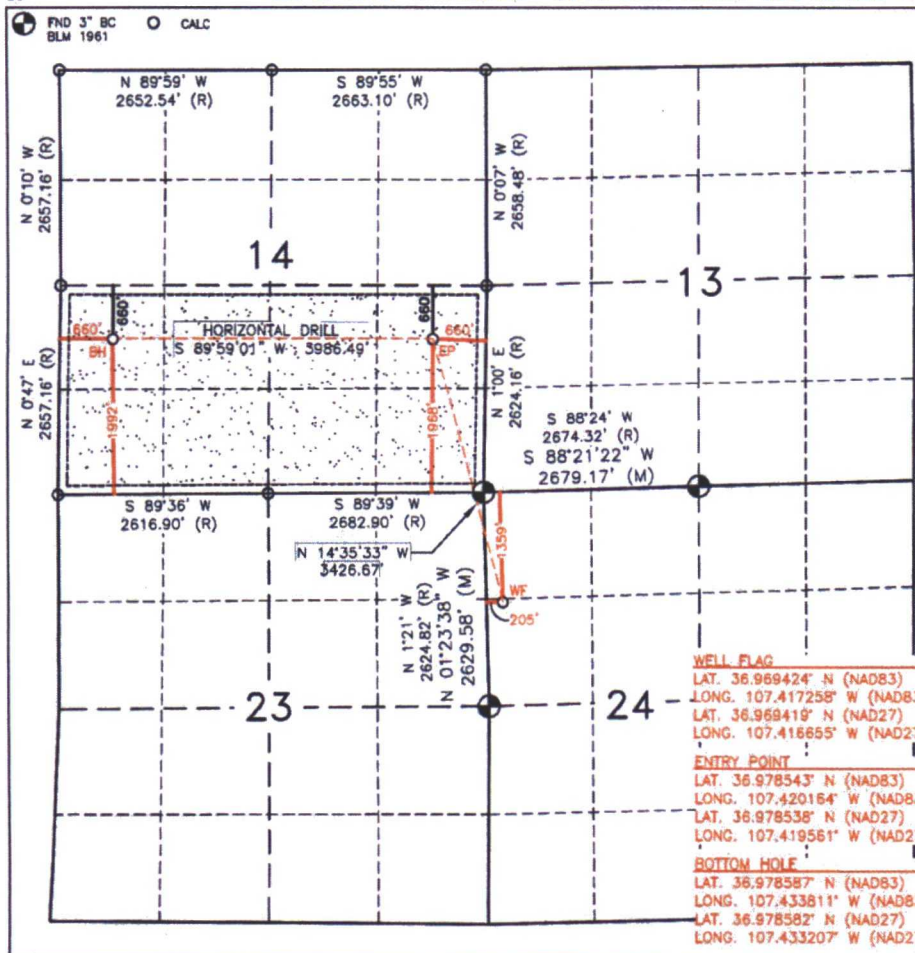 FND 3" BC
BLM 1961
CALC
N 89°59' W
2652.54' (R)
S 89°55' W
2663.10' (R)
N 0°10' W
2657.16' (R)
N 0°07' W
2658.48' (R)
14
13
660'
660'
660'
660'
HORIZONTAL DRILL
S 89°59'01" W 3986.49'
BH
EP
N 0°47' E
2657.16' (R)
1992'
1968'
N 1°00' E
2624.16' (R)
S 88°24' W
2674.32' (R)
S 88°21'22" W
2679.17' (M)
S 89°36' W
2616.90' (R)
S 89°39' W
2682.90' (R)
N 14°35'33" W
3426.67'
1359'
WF
205'
N 1°21' W
2624.82' (R)
N 01°23'38" W
2629.58' (M)
23
24
WELL FLAG
LAT. 36.969424° N (NAD83)
LONG. 107.417258° W (NAD8
LAT. 36.969419° N (NAD27)
LONG. 107.416655° W (NAD2
ENTRY POINT
LAT. 36.978543° N (NAD83)
LONG. 107.420164° W (NAD8
LAT. 36.978538° N (NAD27)
LONG. 107.419561° W (NAD2
BOTTOM HOLE
LAT. 36.978587° N (NAD83)
LONG. 107.433811° W (NAD8
LAT. 36.978582° N (NAD27)
LONG. 107.433207° W (NAD2